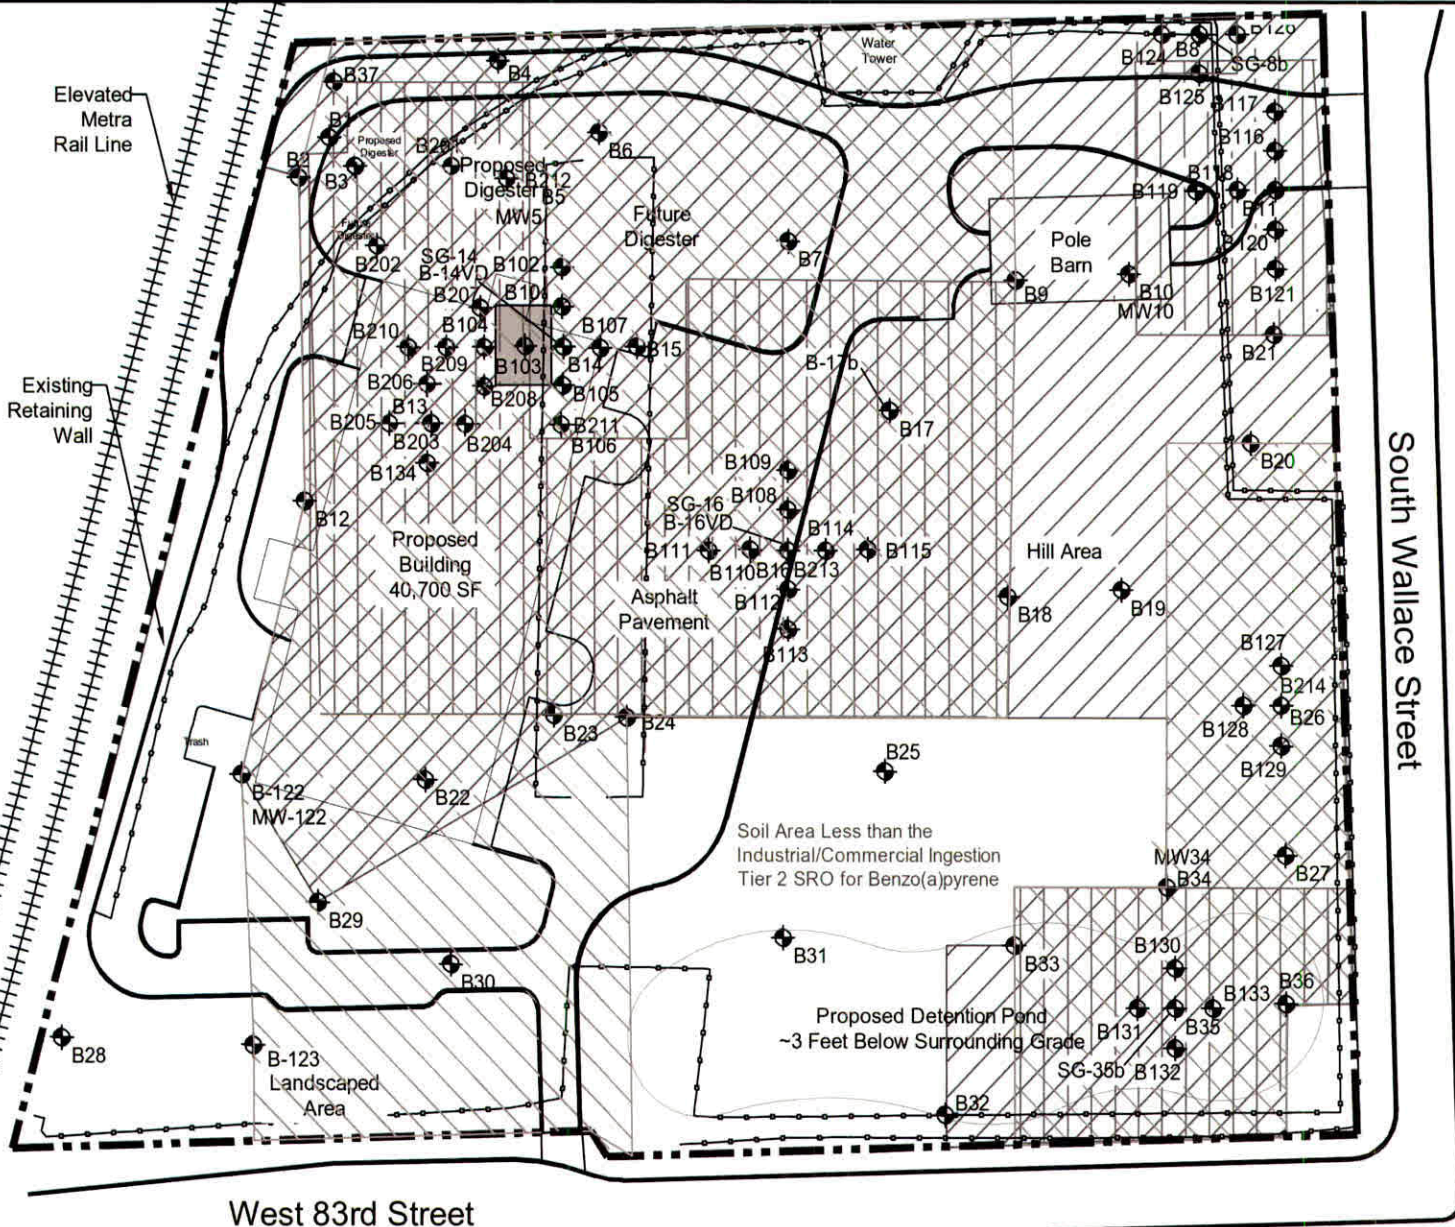 Water
Tower
B126
B124
B8
SG-8b
B37
B4
B125
B117
Elevated
Metra
Rail Line
B1
Proposed
Digester
B6
B116
B2
B3
Proposed
Digester
B212
B5
MW5
B118
B119
B11
Future
Digester
Future
Digester
B7
Pole
Barn
B120
B202
SG-14
B-14VD
B102
B9
B10
MW10
B121
B207
B101
B210
B104
B107
B209
B103
B14
B15
B21
B-17b
Existing
Retaining
Wall
B206
B208
B105
B13
B205
B203
B204
B211
B106
B17
B20
B134
B109
B12
SG-16
B-16VD
B108
B114
Proposed
Building
40,700 SF
B111
B110
B16
B213
B115
Hill Area
Asphalt
Pavement
B112
B18
B19
B113
South Wallace Street
B127
B214
B23
B24
B128
B26
Trash
B25
B129
B-122
MW-122
B22
Soil Area Less than the
Industrial/Commercial Ingestion
Tier 2 SRO for Benzo(a)pyrene
MW34
B34
B27
B29
B31
B33
B130
B30
B36
Proposed Detention Pond
~3 Feet Below Surrounding Grade
B131
B35
B133
B28
B-123
SG-35b
B132
Landscaped
Area
B32
West 83rd Street